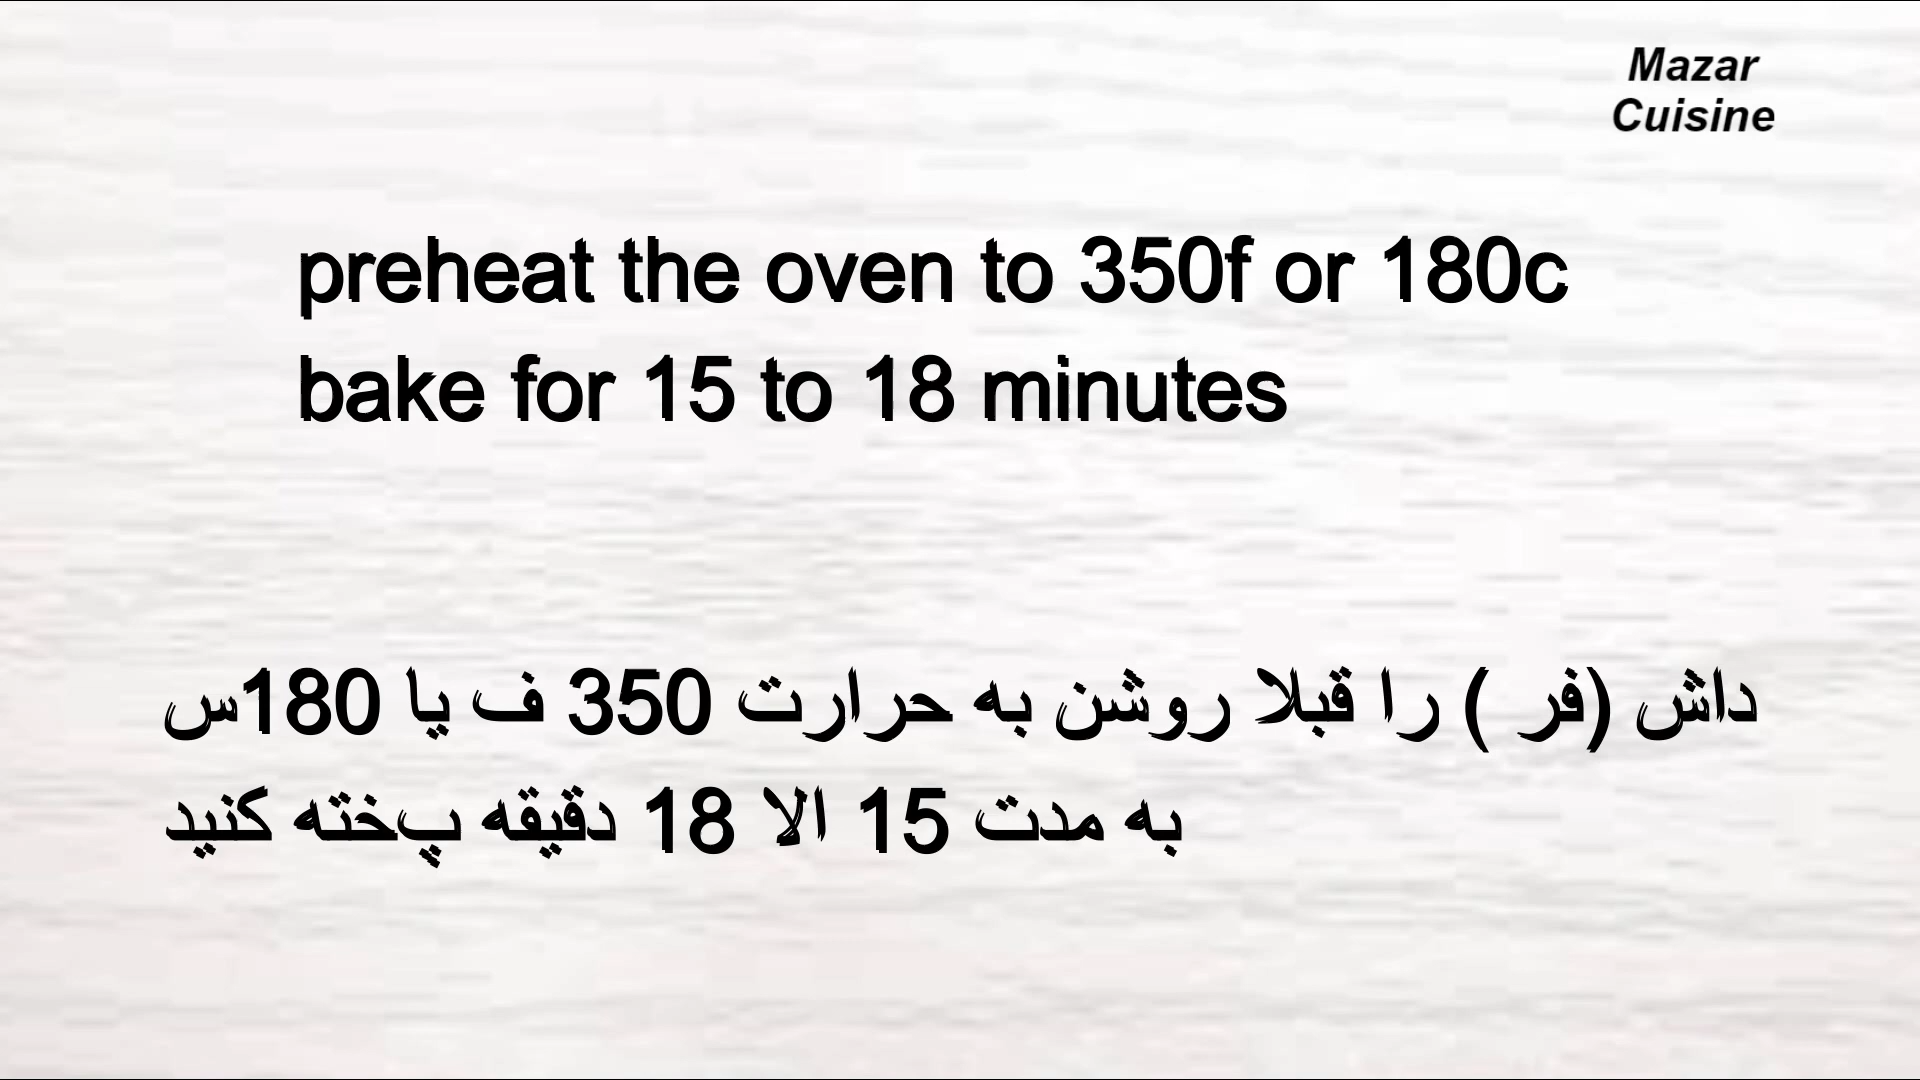 Mazar
Cuisine
preheat the oven to 350f or 180c
bake for 15 to 18 minutes
داش (فر ) را قبلا روشن به حرارت 350 ف یا 180س
به مدت 15 الا 18 دقیقه پخته کنید